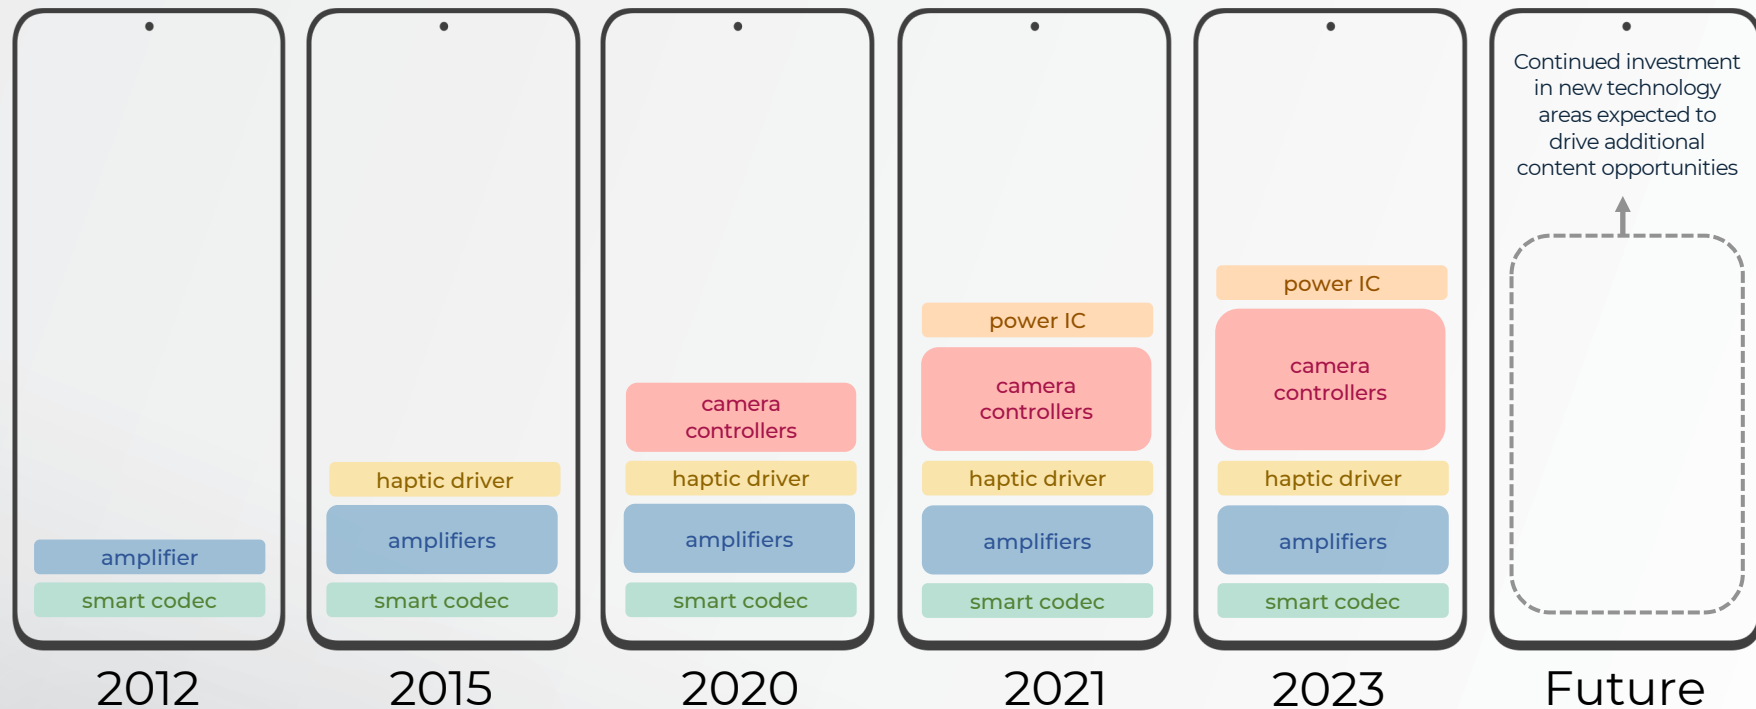 amplifier
smart codec
2012
haptic driver
amplifiers
smart codec
2015
camera
controllers
haptic driver
amplifiers
smart codec
2020
power IC
camera
controllers
haptic driver
amplifiers
smart codec
2021
power IC
camera
controllers
haptic driver
amplifiers
smart codec
2023
Continued investment
in new technology
areas expected to
drive additional
content opportunities
Future